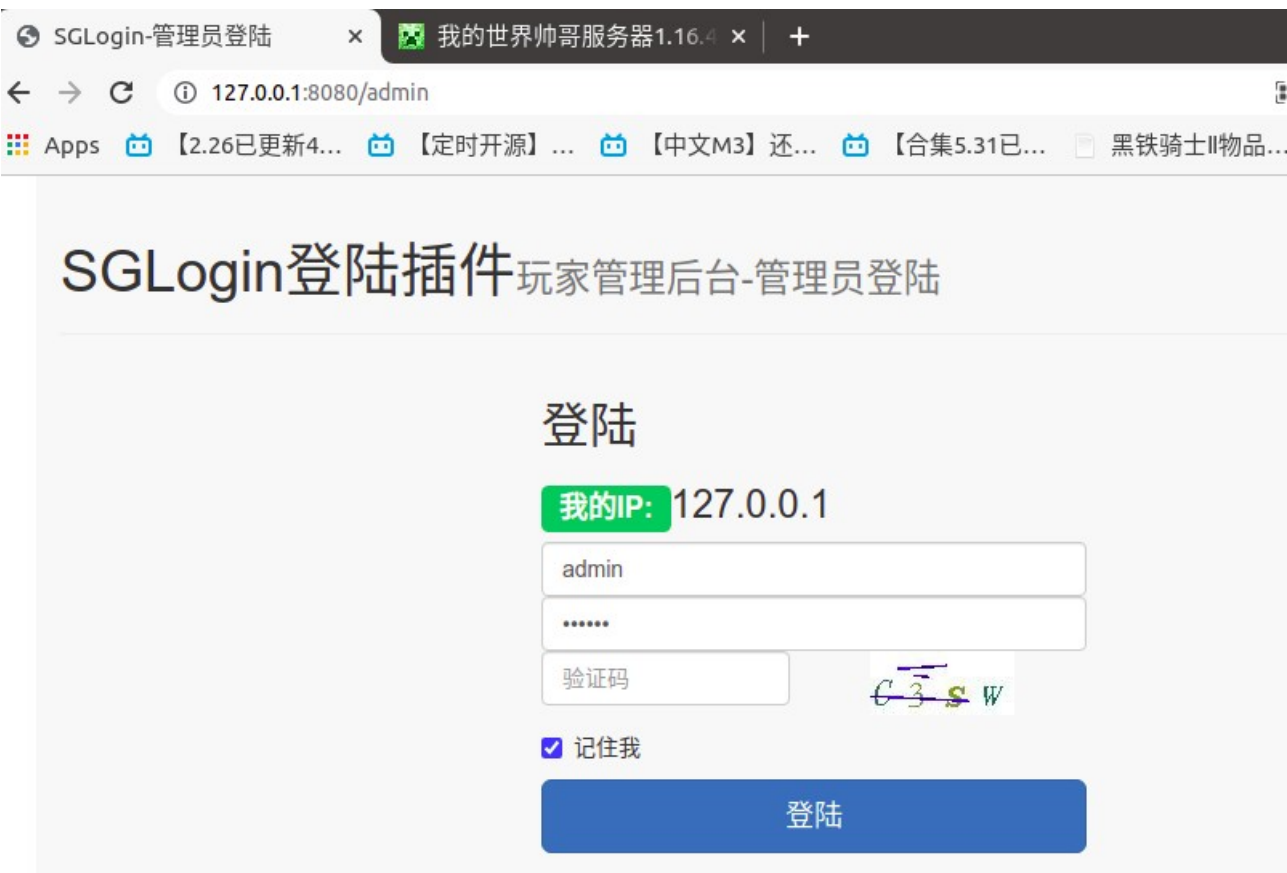 SGLogin-管理员登陆 × 我的世界帅哥服务器1.16.4 × +
127.0.0.1:8080/admin
Apps 【2.26已更新4... 【定时开源】... 【中文M3】还... 【合集5.31已... 黑铁骑士Ⅱ物品...
SGLogin登陆插件玩家管理后台-管理员登陆
登陆
我的IP: 127.0.0.1
admin
••••••
验证码 C3SW
记住我
登陆